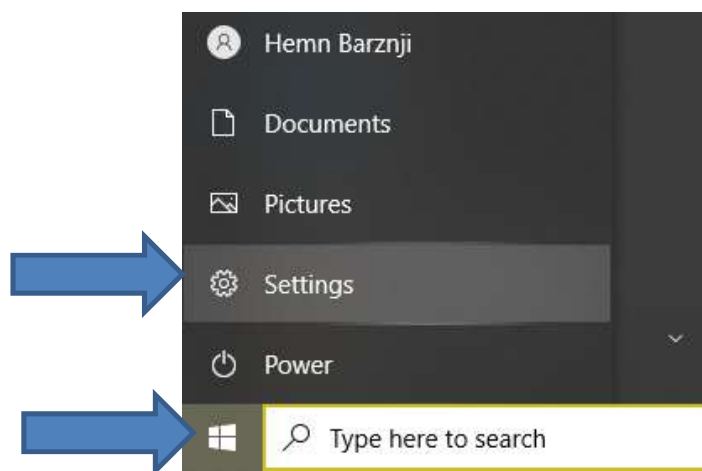 Hemn Barznji
Documents
Pictures
Settings
Power
Type here to search